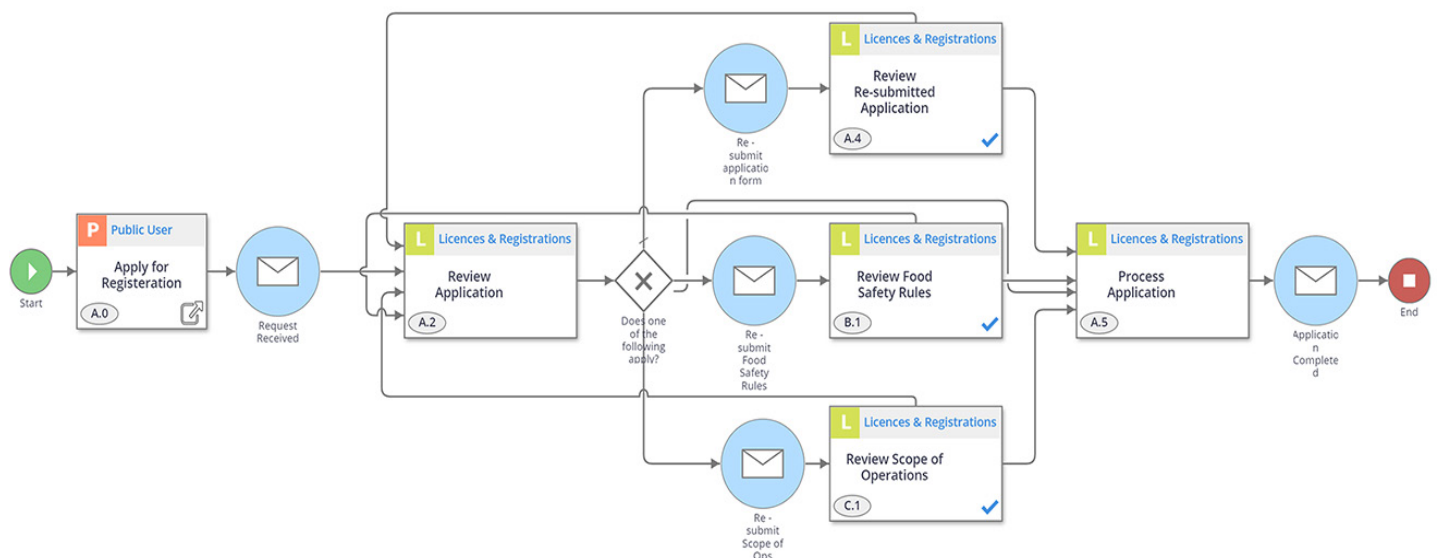 L Licences & Registrations
Review
Re-submitted
Application
A.4
Re -
submit
applicatio
n form
Start
P Public User
Apply for
Registeration
A.0
Request
Received
L Licences & Registrations
Review
Application
A.2
Does one
of the
following
apply?
Re -
submit
Food
Safety
Rules
L Licences & Registrations
Review Food
Safety Rules
B.1
L Licences & Registrations
Process
Application
A.5
Applicatio
n
Complete
d
End
Re -
submit
Scope of
Ops
L Licences & Registrations
Review Scope of
Operations
C.1